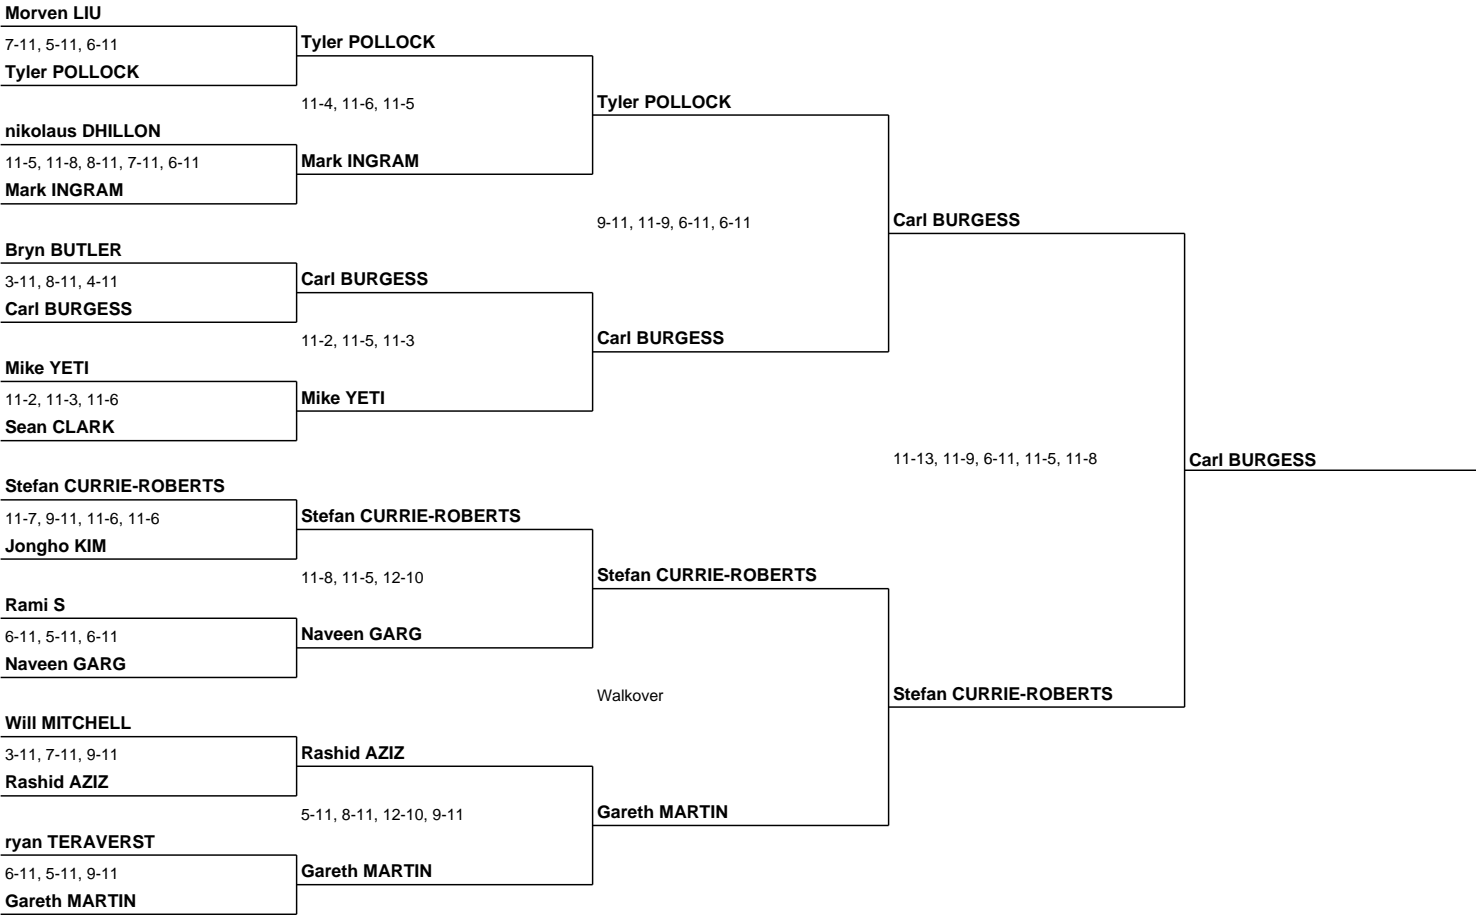 Morven LIU
7-11, 5-11, 6-11
Tyler POLLOCK
Tyler POLLOCK
11-4, 11-6, 11-5
Tyler POLLOCK
nikolaus DHILLON
11-5, 11-8, 8-11, 7-11, 6-11
Mark INGRAM
Mark INGRAM
9-11, 11-9, 6-11, 6-11
Carl BURGESS
Bryn BUTLER
3-11, 8-11, 4-11
Carl BURGESS
Carl BURGESS
11-2, 11-5, 11-3
Carl BURGESS
Mike YETI
11-2, 11-3, 11-6
Sean CLARK
Mike YETI
11-13, 11-9, 6-11, 11-5, 11-8
Carl BURGESS
Stefan CURRIE-ROBERTS
11-7, 9-11, 11-6, 11-6
Jongho KIM
Stefan CURRIE-ROBERTS
11-8, 11-5, 12-10
Stefan CURRIE-ROBERTS
Rami S
6-11, 5-11, 6-11
Naveen GARG
Naveen GARG
Walkover
Stefan CURRIE-ROBERTS
Will MITCHELL
3-11, 7-11, 9-11
Rashid AZIZ
Rashid AZIZ
5-11, 8-11, 12-10, 9-11
Gareth MARTIN
ryan TERAVERST
6-11, 5-11, 9-11
Gareth MARTIN
Gareth MARTIN